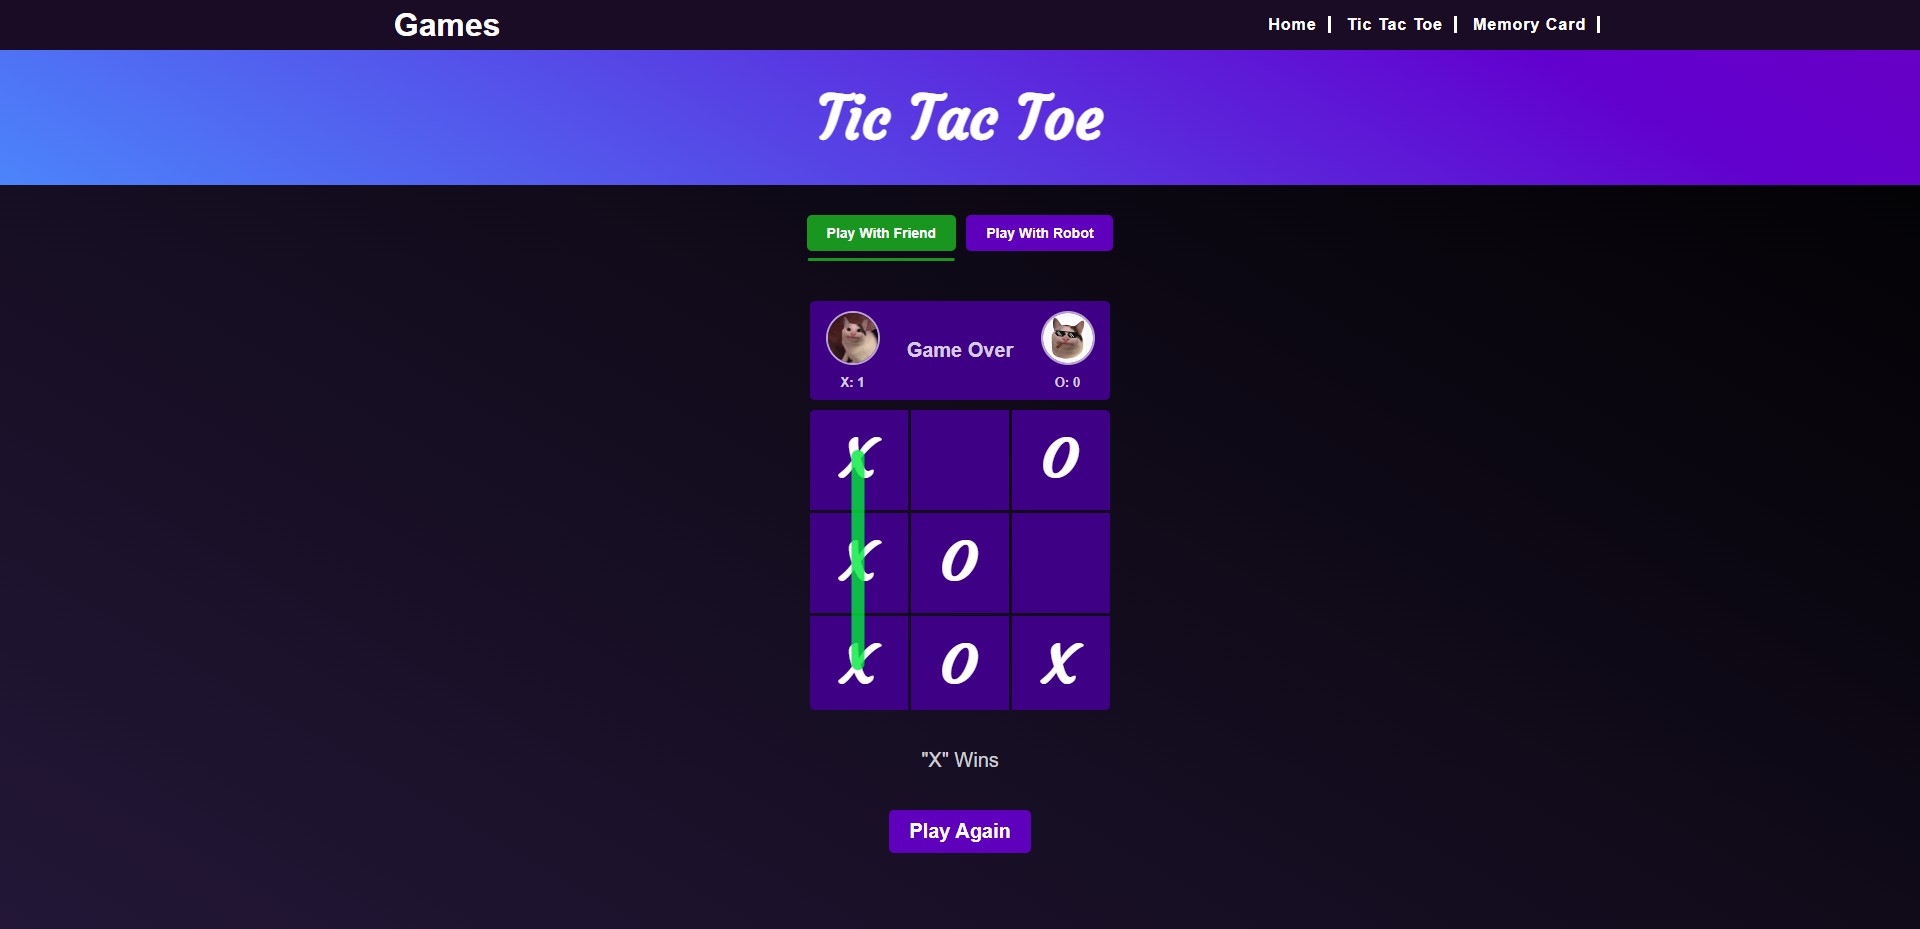 Games
Home
Tic Tac Toe
Memory Card
Tic Tac Toe
Play With Friend
Play With Robot
Game Over
X: 1
O: 0
X O
X O
X O X
"X" Wins
Play Again